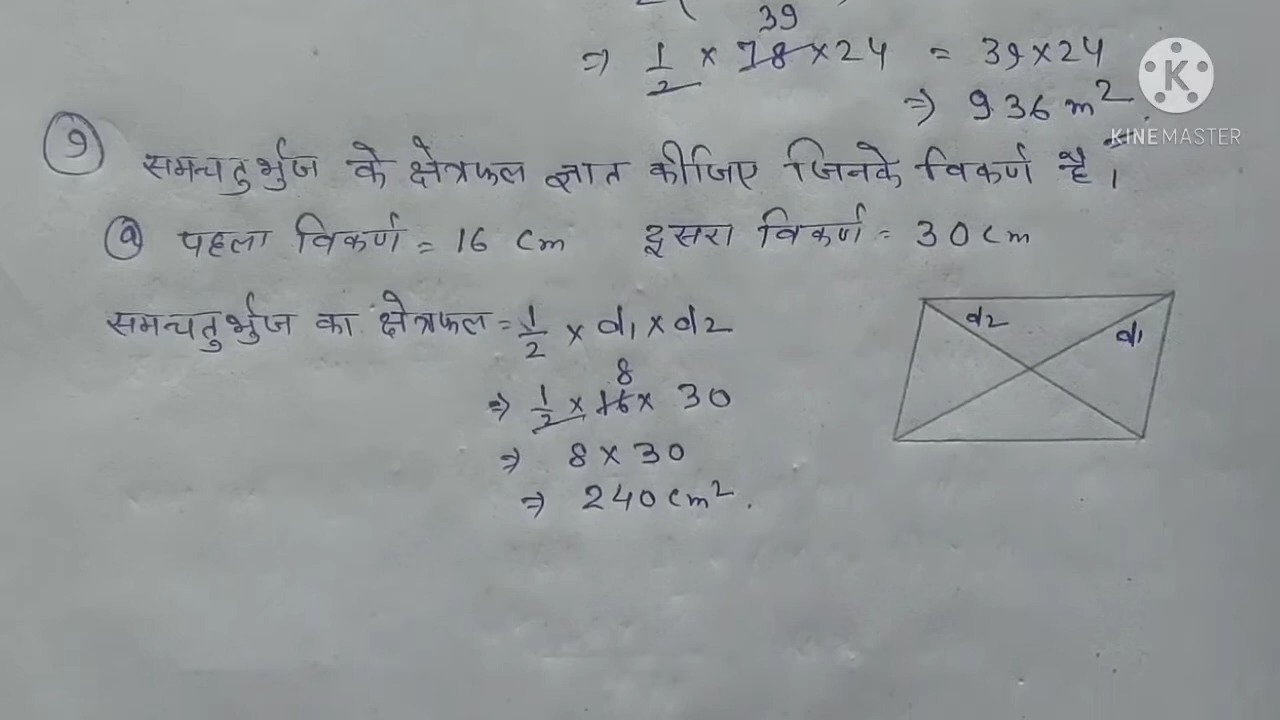 39
⇒ 1/2 × 78 × 24 = 39 × 24
⇒ 936 m²
KINEMASTER
9 समचतुर्भुज के क्षेत्रफल ज्ञात कीजिए जिनके विकर्ण है।
a पहला विकर्ण = 16 cm दूसरा विकर्ण = 30 cm
समचतुर्भुज का क्षेत्रफल = 1/2 × d1 × d2
d2
d1
8
⇒ 1/2 × 16 × 30
⇒ 8 × 30
⇒ 240 cm².